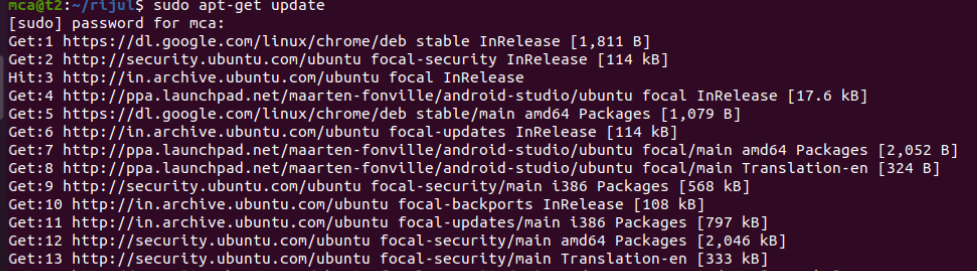 mca@t2:~/rijul$ sudo apt-get update
[sudo] password for mca:
Get:1 https://dl.google.com/linux/chrome/deb stable InRelease [1,811 B]
Get:2 http://security.ubuntu.com/ubuntu focal-security InRelease [114 kB]
Hit:3 http://in.archive.ubuntu.com/ubuntu focal InRelease
Get:4 http://ppa.launchpad.net/maarten-fonville/android-studio/ubuntu focal InRelease [17.6 kB]
Get:5 https://dl.google.com/linux/chrome/deb stable/main amd64 Packages [1,079 B]
Get:6 http://in.archive.ubuntu.com/ubuntu focal-updates InRelease [114 kB]
Get:7 http://ppa.launchpad.net/maarten-fonville/android-studio/ubuntu focal/main amd64 Packages [2,052 B]
Get:8 http://ppa.launchpad.net/maarten-fonville/android-studio/ubuntu focal/main Translation-en [324 B]
Get:9 http://security.ubuntu.com/ubuntu focal-security/main i386 Packages [568 kB]
Get:10 http://in.archive.ubuntu.com/ubuntu focal-backports InRelease [108 kB]
Get:11 http://in.archive.ubuntu.com/ubuntu focal-updates/main i386 Packages [797 kB]
Get:12 http://security.ubuntu.com/ubuntu focal-security/main amd64 Packages [2,046 kB]
Get:13 http://security.ubuntu.com/ubuntu focal-security/main Translation-en [333 kB]